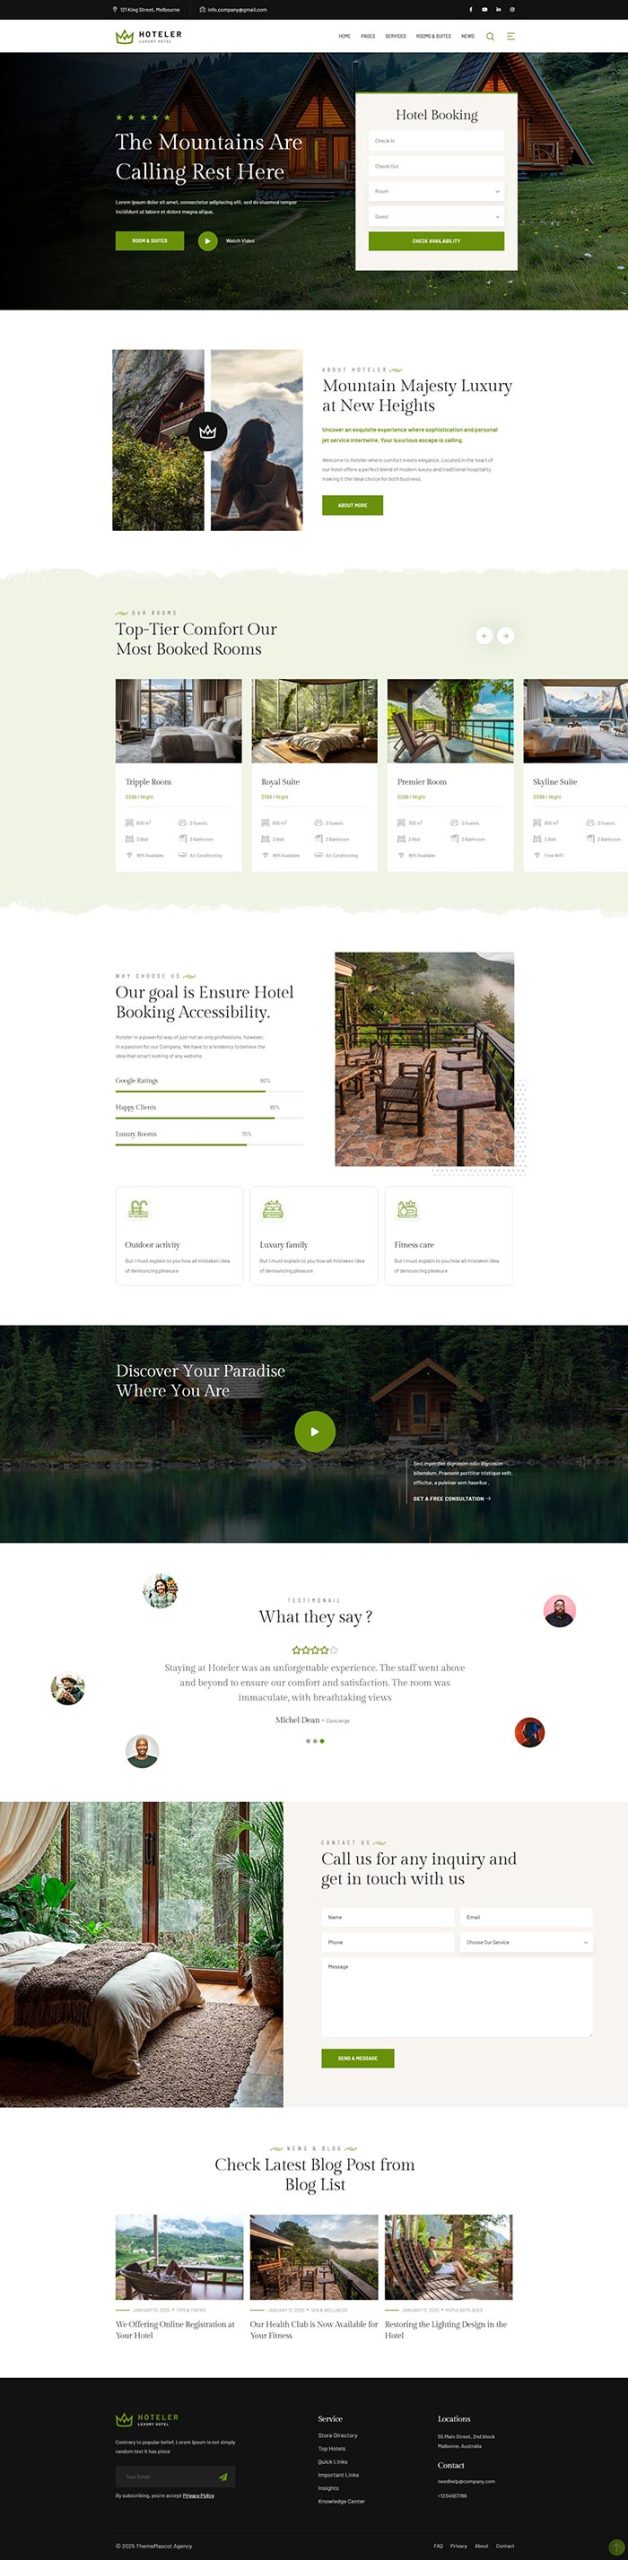 121 King Street, Melbourne
info.company@gmail.com
HOTELER
LUXURY HOTEL
HOME
PAGES
SERVICES
ROOMS & SUITES
NEWS
The Mountains Are
Calling Rest Here
Lorem ipsum dolor sit amet, consectetur adipiscing elit, sed do eiusmod tempor
incididunt ut labore et dolore magna aliqua.
ROOM & SUITES
Watch Video
Hotel Booking
Check In
Check Out
Room
Guest
CHECK AVAILABILITY
ABOUT HOTELER
Mountain Majesty Luxury
at New Heights
Uncover an exquisite experience where sophistication and personal
jet service intertwine. Your luxurious escape is calling
Welcome to Hoteler where comfort meets elegance. Located in the heart of
our hotel offers a perfect blend of modern luxury and traditional hospitality
making it the ideal choice for both business,
ABOUT MORE
OUR ROOMS
Top-Tier Comfort Our
Most Booked Rooms
Tripple Room
/ Night
600 m²
3 Guests
2 Bed
3 Bathroom
Wifi Available
Air Conditioning
Royal Suite
/ Night
600 m²
3 Guests
2 Bed
3 Bathroom
Wifi Available
Air Conditioning
Premier Room
/ Night
700 m²
2 Guests
2 Bed
2 Bathroom
Wifi Available
Skyline Suite
/ Night
2 Guests
2 Bed
Bathroom
Free WIFI
WHY CHOOSE US
Our goal is Ensure Hotel
Booking Accessibility.
Hoteler in a powerful way of just not an only professions, however,
in a passion for our Company. We have to a tendency to believe the
idea that smart looking of any website
Google Ratings
80%
Happy Clients
85%
Luxury Rooms
70%
Outdoor activity
But I must explain to you how all mistaken idea
of denouncing pleasure
Luxury family
But I must explain to you how all mistaken idea
of denouncing pleasure
Fitness care
But I must explain to you how all mistaken idea
of denouncing pleasure
Discover Your Paradise
Where You Are
Sed imperdiet dignissim odio dignissim
bibendum. Praesent porttitor tristique velit,
efficitur, a pulvinar sem hasellus .
GET A FREE CONSULTATION
TESTIMONAIL
What they say ?
Staying at Hoteler was an unforgettable experience. The staff went above
and beyond to ensure our comfort and satisfaction. The room was
immaculate, with breathtaking views
Michel Dean - Concierge
CONTACT US
Call us for any inquiry and
get in touch with us
Name
Email
Phone
Choose Our Service
Message
SEND A MESSAGE
NEWS & BLOG
Check Latest Blog Post from
Blog List
JANUARY 12, 2025 • TIPS & TRICKS
We Offering Online Registration at
Your Hotel
JANUARY 12, 2025 • SPA & WELLNESS
Our Health Club is Now Available for
Your Fitness
JANUARY 12, 2025 • POPULAR PLACES
Restoring the Lighting Design in the
Hotel
HOTELER
LUXURY HOTEL
Contrary to popular belief, Lorem Ipsum is not simply
random text It has piece
Your Email
By subscribing, you're accept Privacy Policy
Service
Store Directory
Top Hotels
Quick Links
Important Links
Insights
Knowledge Center
Locations
55 Main Street, 2nd block
Malborne, Australia
Contact
needhelp@company.com
+1234567789
© 2025 ThemeMascot Agency
FAQ
Privacy
About
Contact